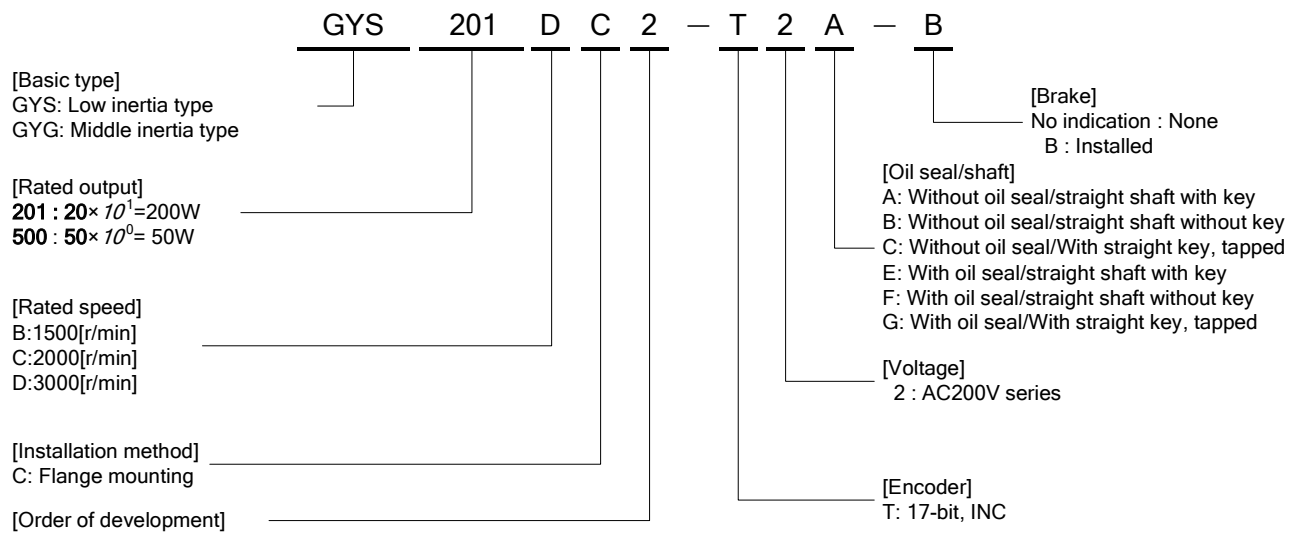 GYS 201 D C 2 — T 2 A — B
[Basic type]
GYS: Low inertia type
GYG: Middle inertia type
[Rated output]
201 : 20×10¹=200W
500 : 50×10⁰= 50W
[Rated speed]
B:1500[r/min]
C:2000[r/min]
D:3000[r/min]
[Installation method]
C: Flange mounting
[Order of development]
[Brake]
No indication : None
B : Installed
[Oil seal/shaft]
A: Without oil seal/straight shaft with key
B: Without oil seal/straight shaft without key
C: Without oil seal/With straight key, tapped
E: With oil seal/straight shaft with key
F: With oil seal/straight shaft without key
G: With oil seal/With straight key, tapped
[Voltage]
2 : AC200V series
[Encoder]
T: 17-bit, INC